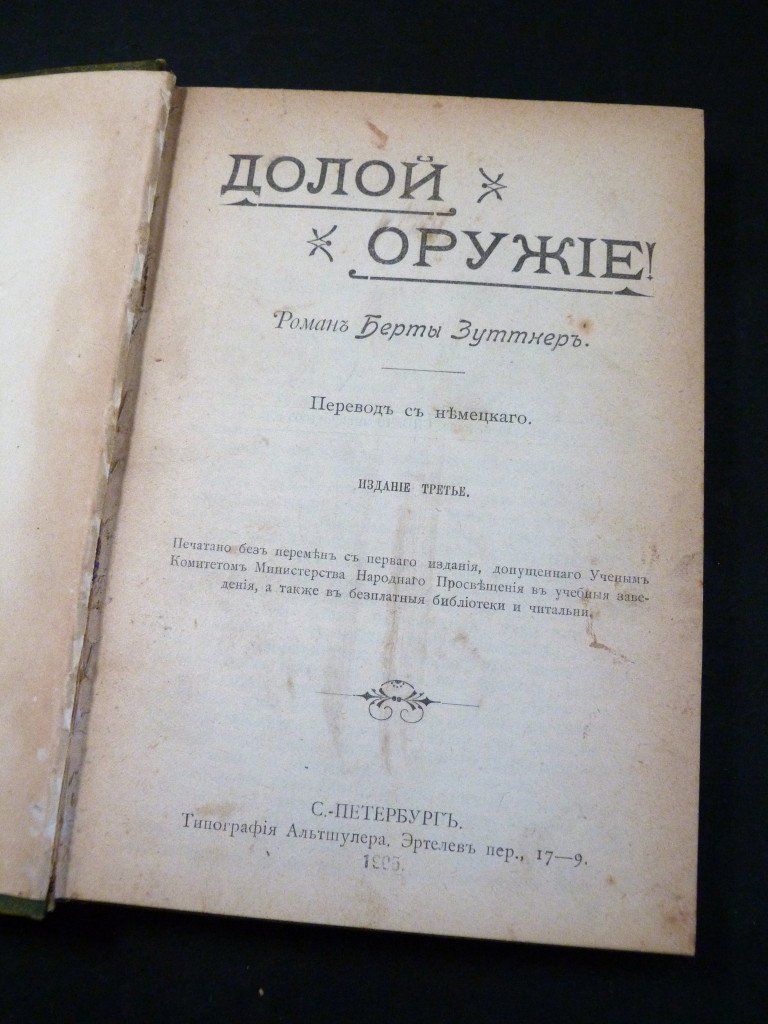 ДОЛОЙ
ОРУЖІЕ!
Романъ Берты Зуттнеръ.
Переводъ съ нѣмецкаго.
ИЗДАНІЕ ТРЕТЬЕ.
Печатано безъ перемѣнъ съ перваго изданія, допущеннаго Ученымъ
Комитетомъ Министерства Народнаго Просвѣщенія въ учебныя заве-
денія, а также въ безплатныя библіотеки и читальни.
С.-ПЕТЕРБУРГЪ.
Типографія Альтшулера. Эртелевъ пер., 17—9.